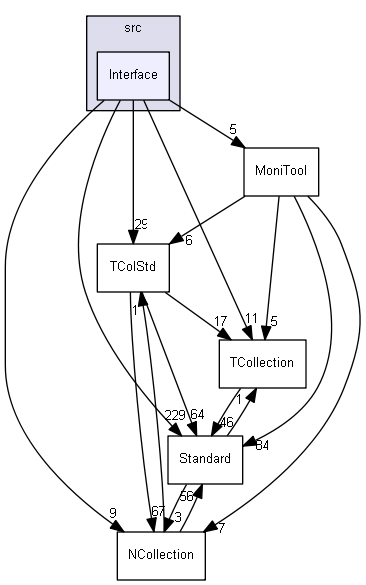 src
Interface
5
MoniTool
29
6
TColStd
1
17
11
5
TCollection
1
229
64
46
84
Standard
56
9
67
3
7
NCollection